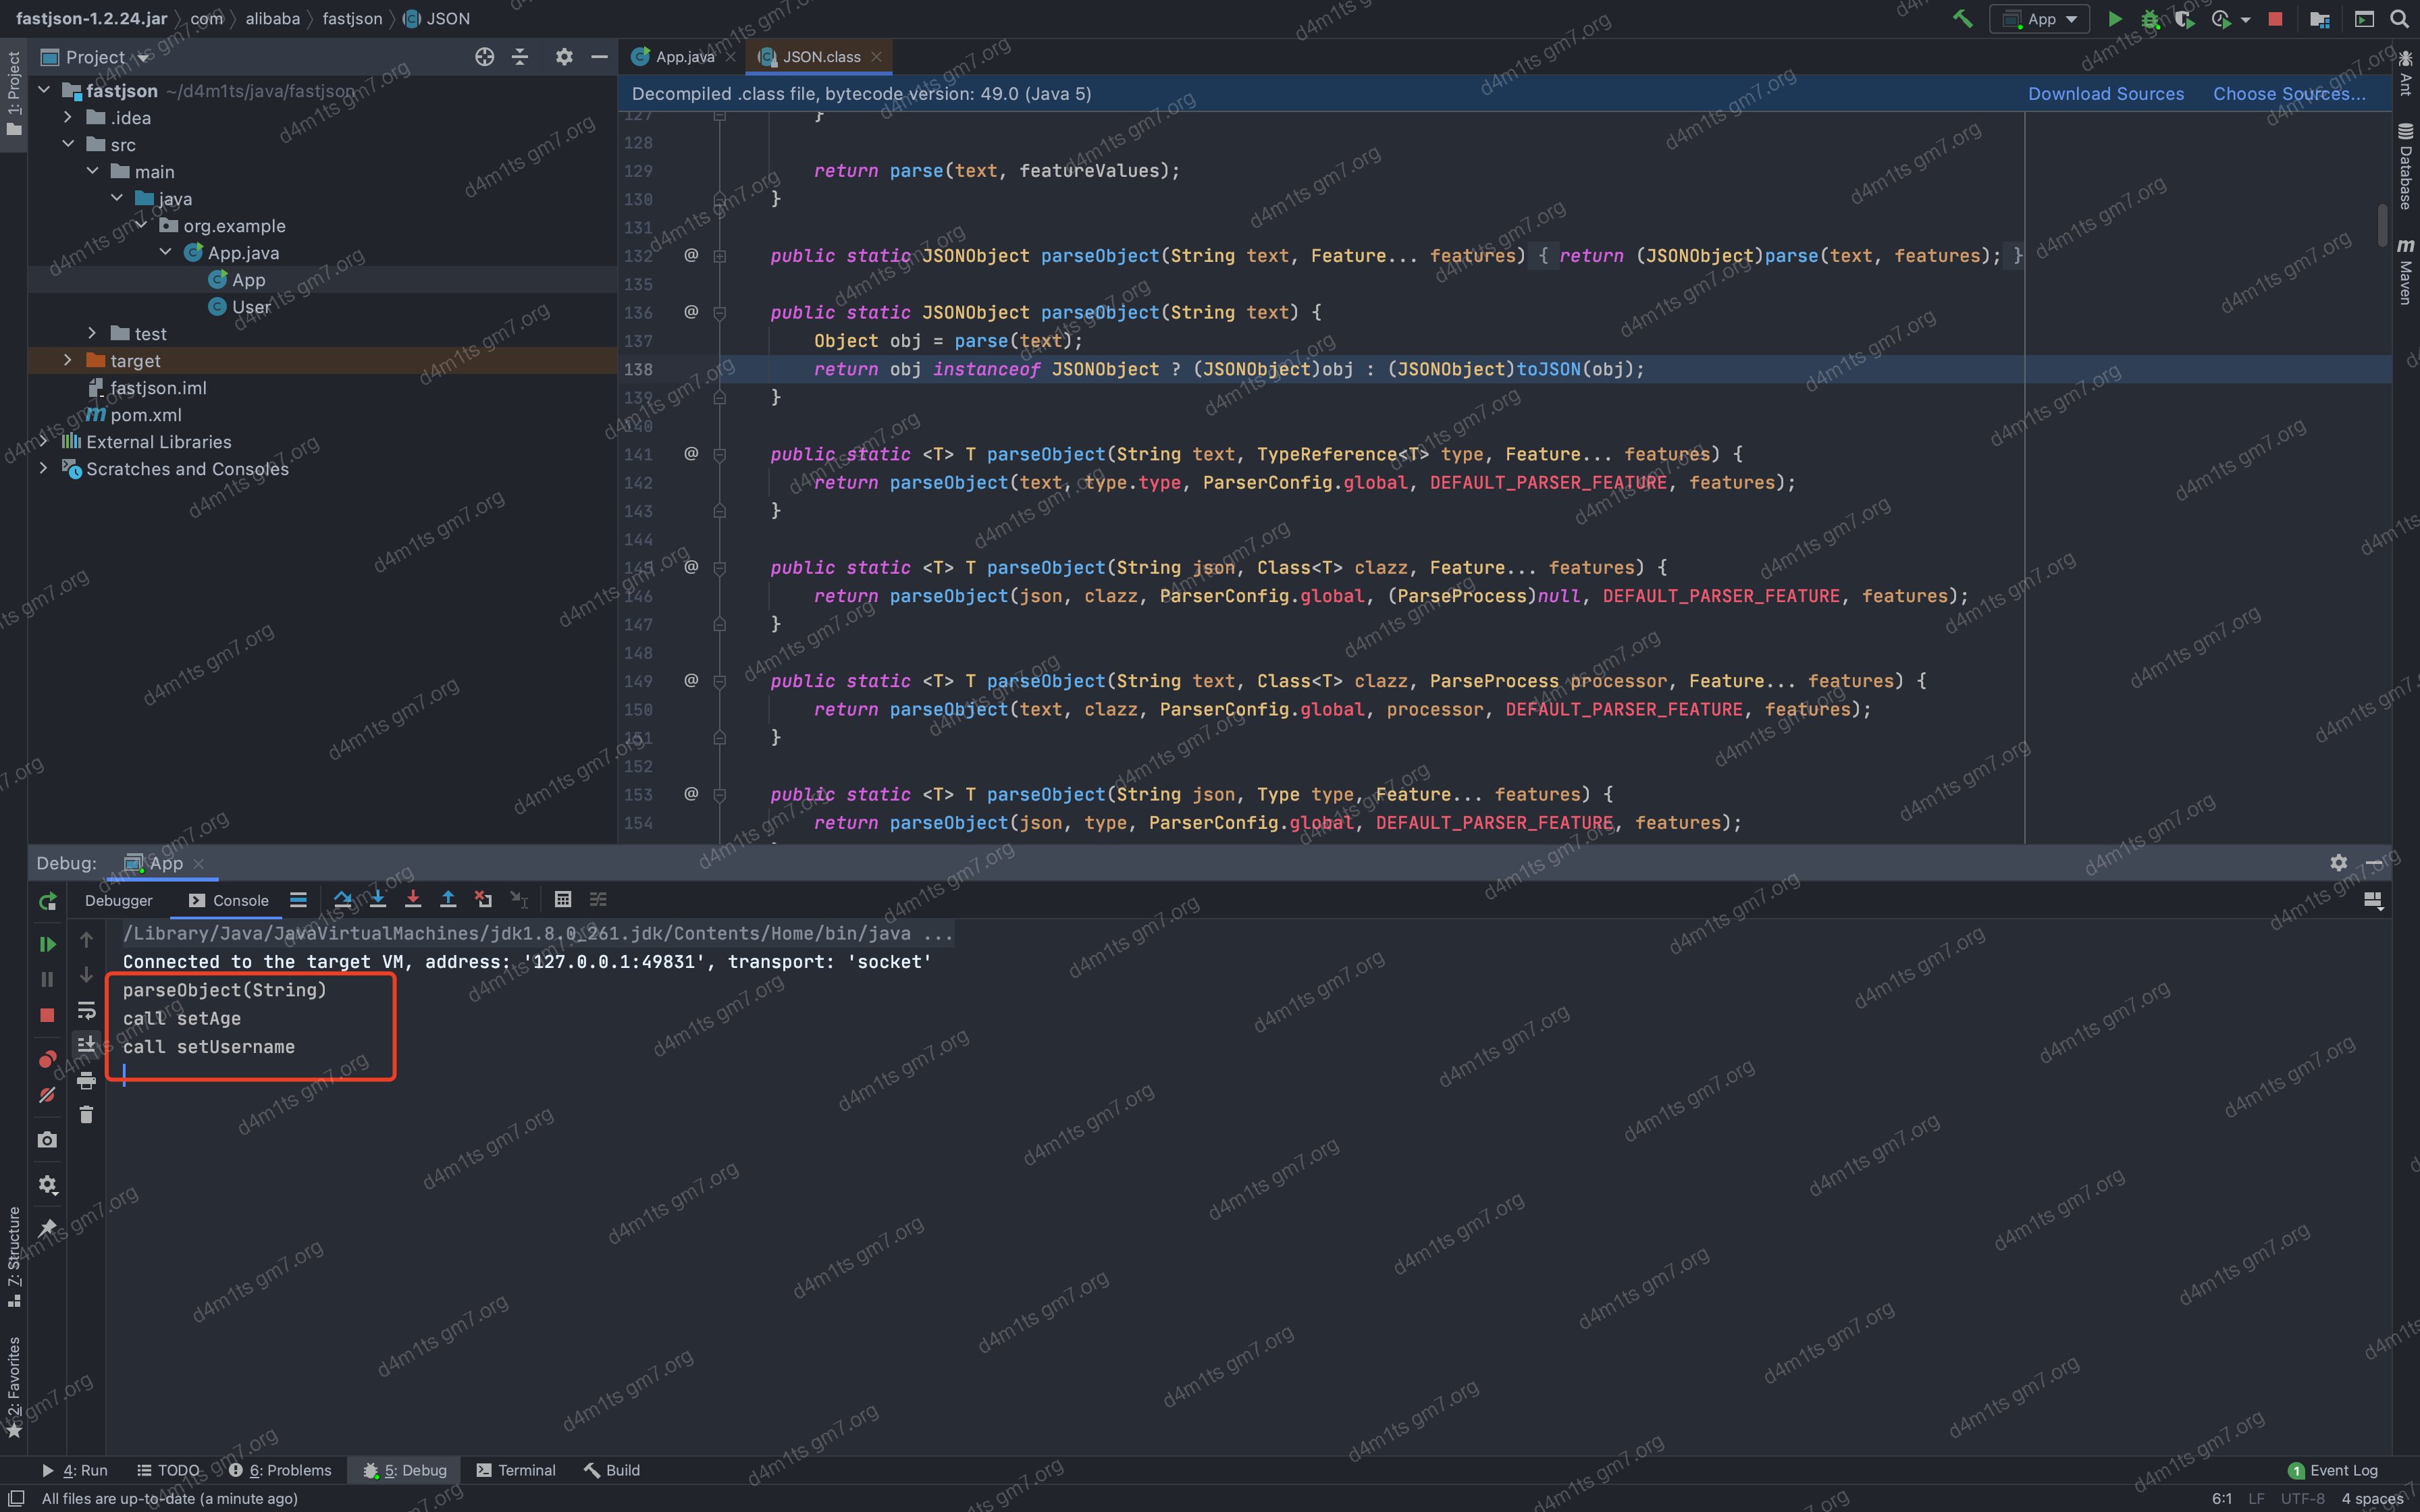 fastjson-1.2.24.jar com alibaba fastjson JSON
App
Project
App.java
JSON.class
1: Project
Ant
Database
Maven
fastjson ~/d4m1ts/java/fastjson
.idea
src
main
java
org.example
App.java
App
User
test
target
fastjson.iml
pom.xml
External Libraries
Scratches and Consoles
Decompiled .class file, bytecode version: 49.0 (Java 5) Download Sources Choose Sources...
127 }
128
129 return parse(text, featureValues);
130 }
131
132 @ public static JSONObject parseObject(String text, Feature... features) { return (JSONObject)parse(text, features); }
135
136 @ public static JSONObject parseObject(String text) {
137 Object obj = parse(text);
138 return obj instanceof JSONObject ? (JSONObject)obj : (JSONObject)toJSON(obj);
139 }
140
141 @ public static <T> T parseObject(String text, TypeReference<T> type, Feature... features) {
142 return parseObject(text, type.type, ParserConfig.global, DEFAULT_PARSER_FEATURE, features);
143 }
144
145 @ public static <T> T parseObject(String json, Class<T> clazz, Feature... features) {
146 return parseObject(json, clazz, ParserConfig.global, (ParseProcess)null, DEFAULT_PARSER_FEATURE, features);
147 }
148
149 @ public static <T> T parseObject(String text, Class<T> clazz, ParseProcess processor, Feature... features) {
150 return parseObject(text, clazz, ParserConfig.global, processor, DEFAULT_PARSER_FEATURE, features);
151 }
152
153 @ public static <T> T parseObject(String json, Type type, Feature... features) {
154 return parseObject(json, type, ParserConfig.global, DEFAULT_PARSER_FEATURE, features);
Debug: App
Debugger Console
/Library/Java/JavaVirtualMachines/jdk1.8.0_261.jdk/Contents/Home/bin/java ...
Connected to the target VM, address: '127.0.0.1:49831', transport: 'socket'
parseObject(String)
call setAge
call setUsername
7: Structure
2: Favorites
4: Run TODO 6: Problems 5: Debug Terminal Build 1 Event Log
All files are up-to-date (a minute ago) 6:1 LF UTF-8 4 spaces
d4m1ts gm7.org